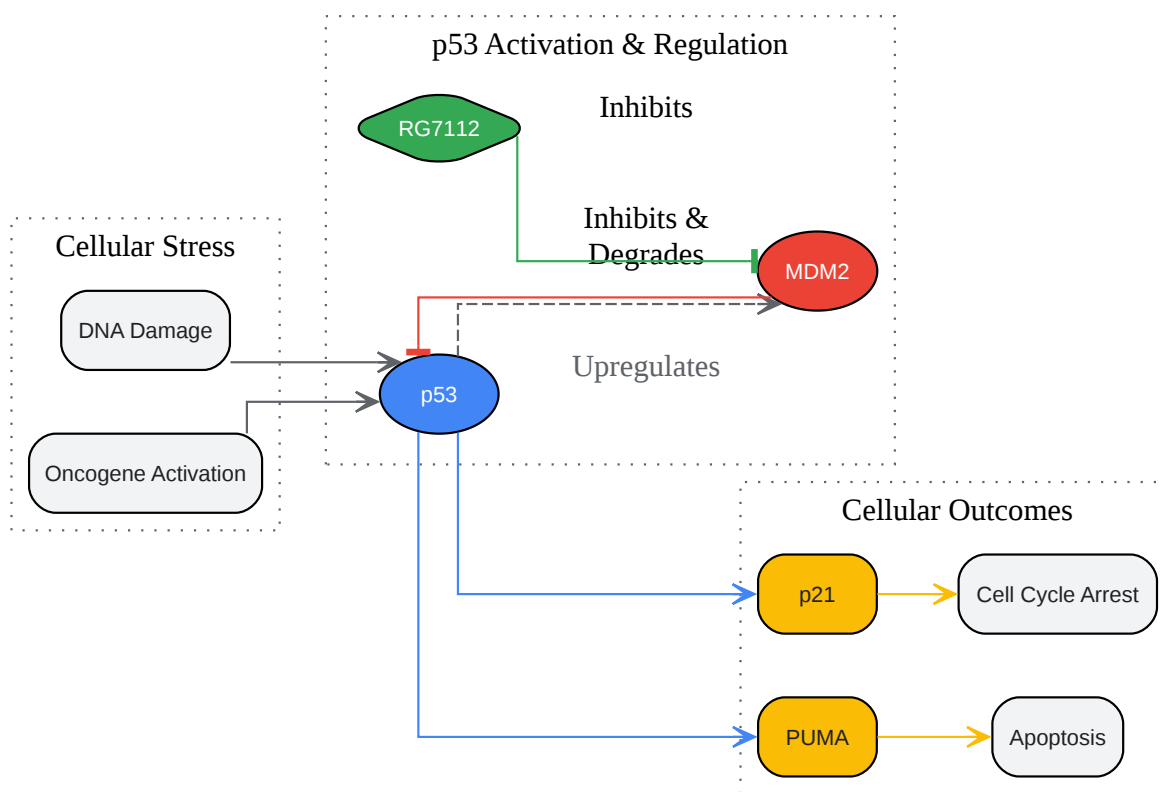 p53 Activation & Regulation
RG7112
Inhibits
Inhibits &
Degrades
MDM2
Cellular Stress
DNA Damage
Oncogene Activation
p53
Upregulates
Cellular Outcomes
p21
Cell Cycle Arrest
PUMA
Apoptosis